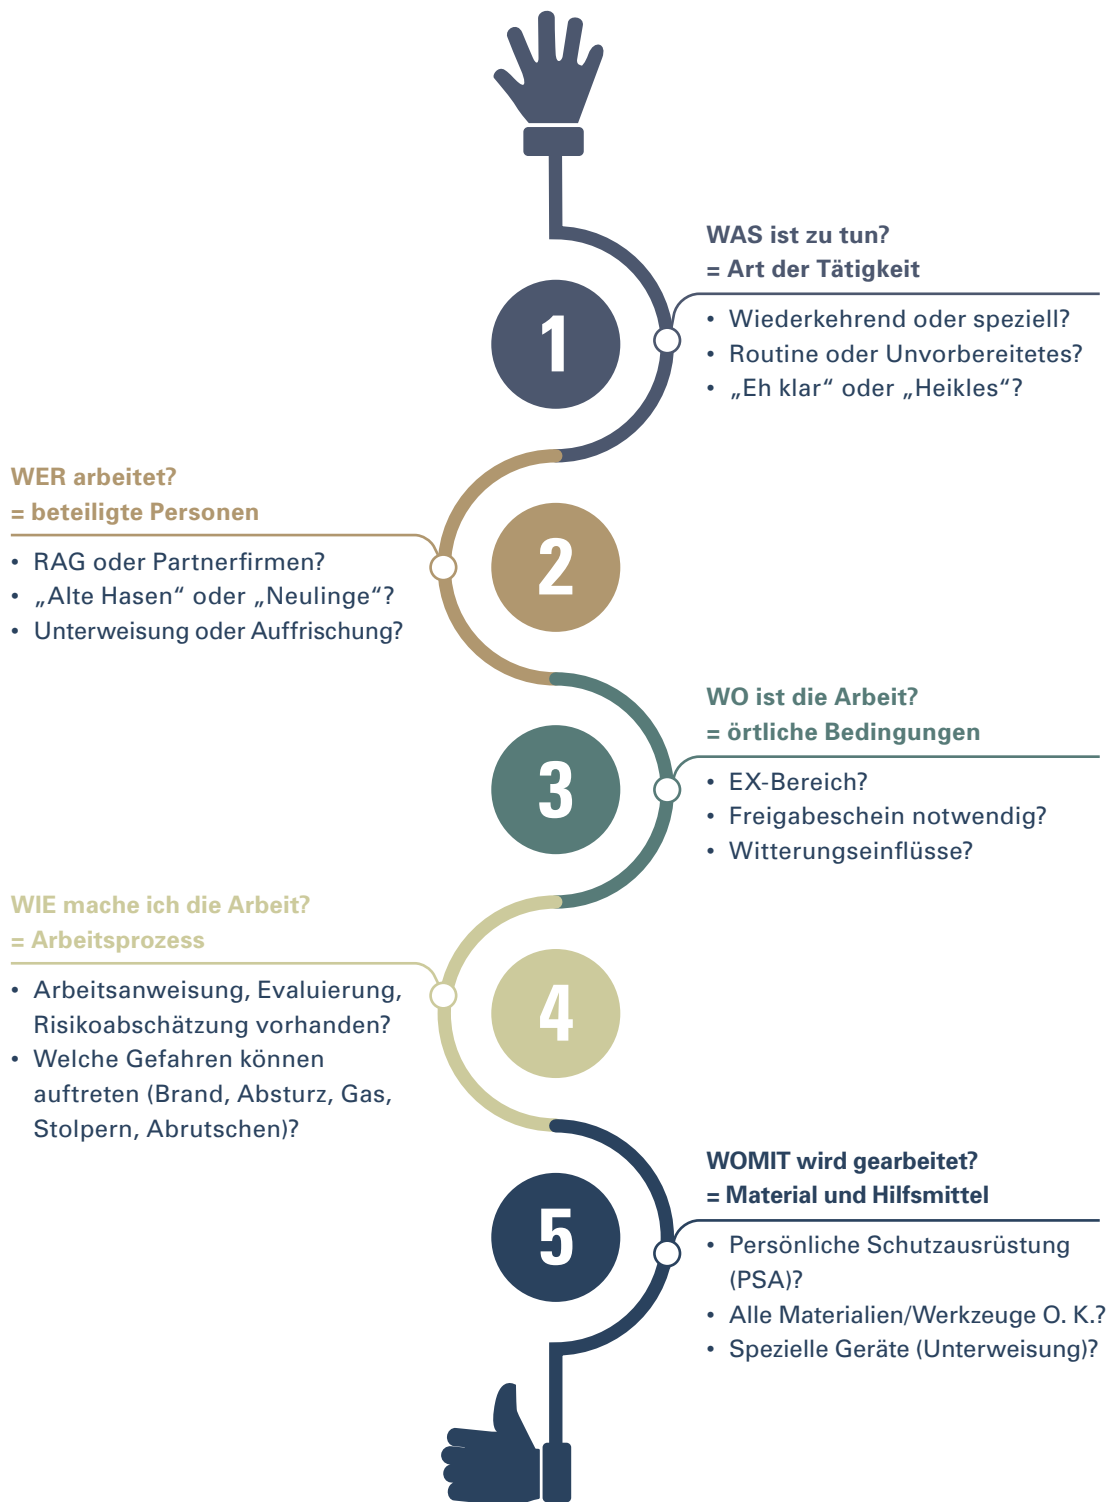 WAS ist zu tun?
= Art der Tätigkeit
1
• Wiederkehrend oder speziell?
• Routine oder Unvorbereitetes?
• „Eh klar“ oder „Heikles“?
WER arbeitet?
= beteiligte Personen
2
• RAG oder Partnerfirmen?
• „Alte Hasen“ oder „Neulinge“?
• Unterweisung oder Auffrischung?
WO ist die Arbeit?
= örtliche Bedingungen
3
• EX-Bereich?
• Freigabeschein notwendig?
• Witterungseinflüsse?
WIE mache ich die Arbeit?
= Arbeitsprozess
4
• Arbeitsanweisung, Evaluierung,
Risikoabschätzung vorhanden?
• Welche Gefahren können
auftreten (Brand, Absturz, Gas,
Stolpern, Abrutschen)?
WOMIT wird gearbeitet?
= Material und Hilfsmittel
5
• Persönliche Schutzausrüstung
(PSA)?
• Alle Materialien/Werkzeuge O. K.?
• Spezielle Geräte (Unterweisung)?